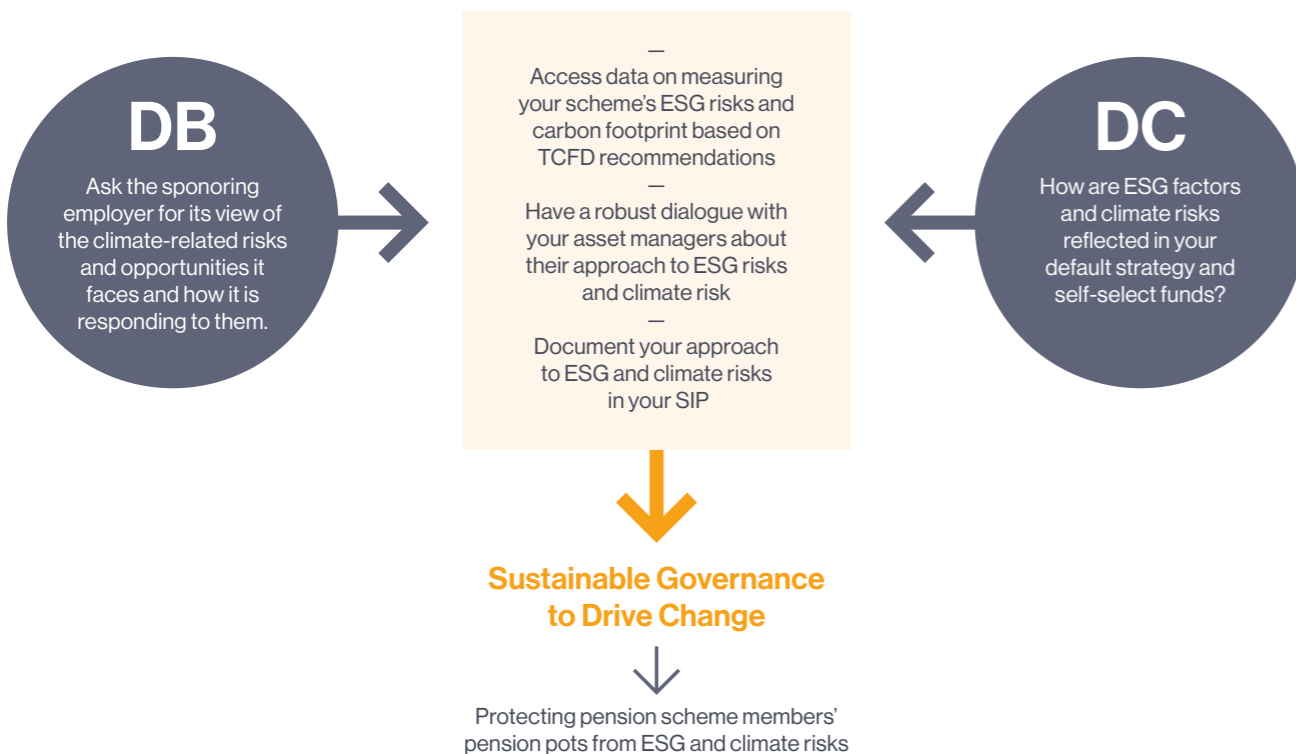 DB
Ask the sponoring
employer for its view of
the climate-related risks
and opportunities it
faces and how it is
responding to them.
—
Access data on measuring
your scheme’s ESG risks and
carbon footprint based on
TCFD recommendations
—
Have a robust dialogue with
your asset managers about
their approach to ESG risks
and climate risk
—
Document your approach
to ESG and climate risks
in your SIP
DC
How are ESG factors
and climate risks
reflected in your
default strategy and
self-select funds?
Sustainable Governance
to Drive Change
Protecting pension scheme members’
pension pots from ESG and climate risks